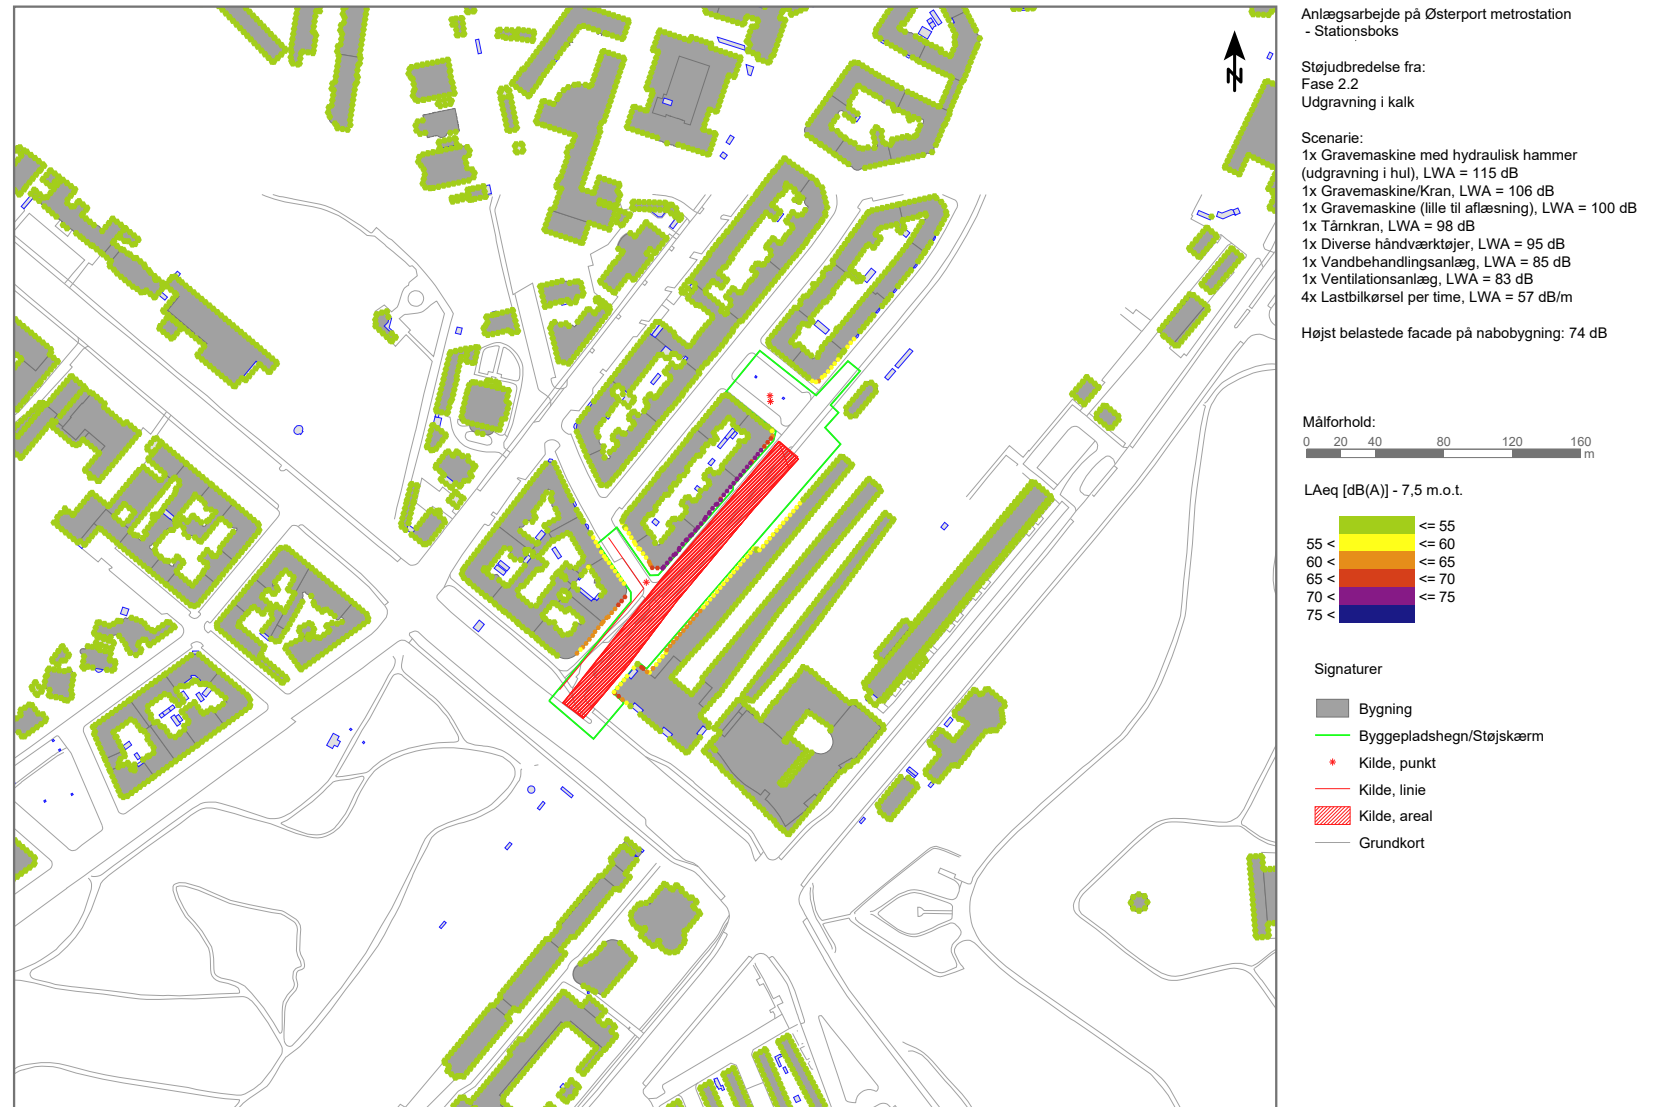 N
Anlægsarbejde på Østerport metrostation
- Stationsboks
Støjudbredelse fra:
Fase 2.2
Udgravning i kalk
Scenarie:
1x Gravemaskine med hydraulisk hammer
(udgravning i hul), LWA = 115 dB
1x Gravemaskine/Kran, LWA = 106 dB
1x Gravemaskine (lille til aflæsning), LWA = 100 dB
1x Tårnkran, LWA = 98 dB
1x Diverse håndværktøjer, LWA = 95 dB
1x Vandbehandlingsanlæg, LWA = 85 dB
1x Ventilationsanlæg, LWA = 83 dB
4x Lastbilkørsel per time, LWA = 57 dB/m
Højst belastede facade på nabobygning: 74 dB
Målforhold:
0 20 40 80 120 160
m
LAeq [dB(A)] - 7,5 m.o.t.
<= 55
55 < <= 60
60 < <= 65
65 < <= 70
70 < <= 75
75 <
Signaturer
Bygning
Byggepladshegn/Støjskærm
Kilde, punkt
Kilde, linie
Kilde, areal
Grundkort